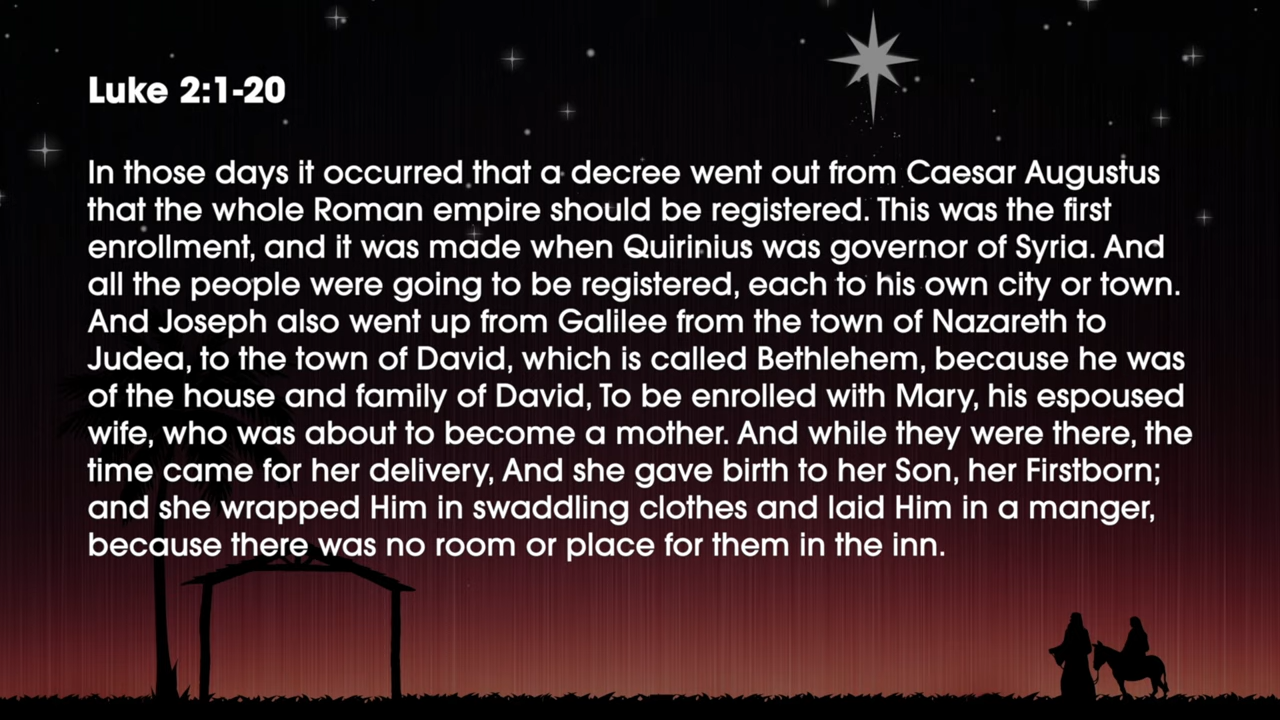 Luke 2:1-20
In those days it occurred that a decree went out from Caesar Augustus
that the whole Roman empire should be registered. This was the first
enrollment, and it was made when Quirinius was governor of Syria. And
all the people were going to be registered, each to his own city or town.
And Joseph also went up from Galilee from the town of Nazareth to
Judea, to the town of David, which is called Bethlehem, because he was
of the house and family of David, To be enrolled with Mary, his espoused
wife, who was about to become a mother. And while they were there, the
time came for her delivery, And she gave birth to her Son, her Firstborn;
and she wrapped Him in swaddling clothes and laid Him in a manger,
because there was no room or place for them in the inn.